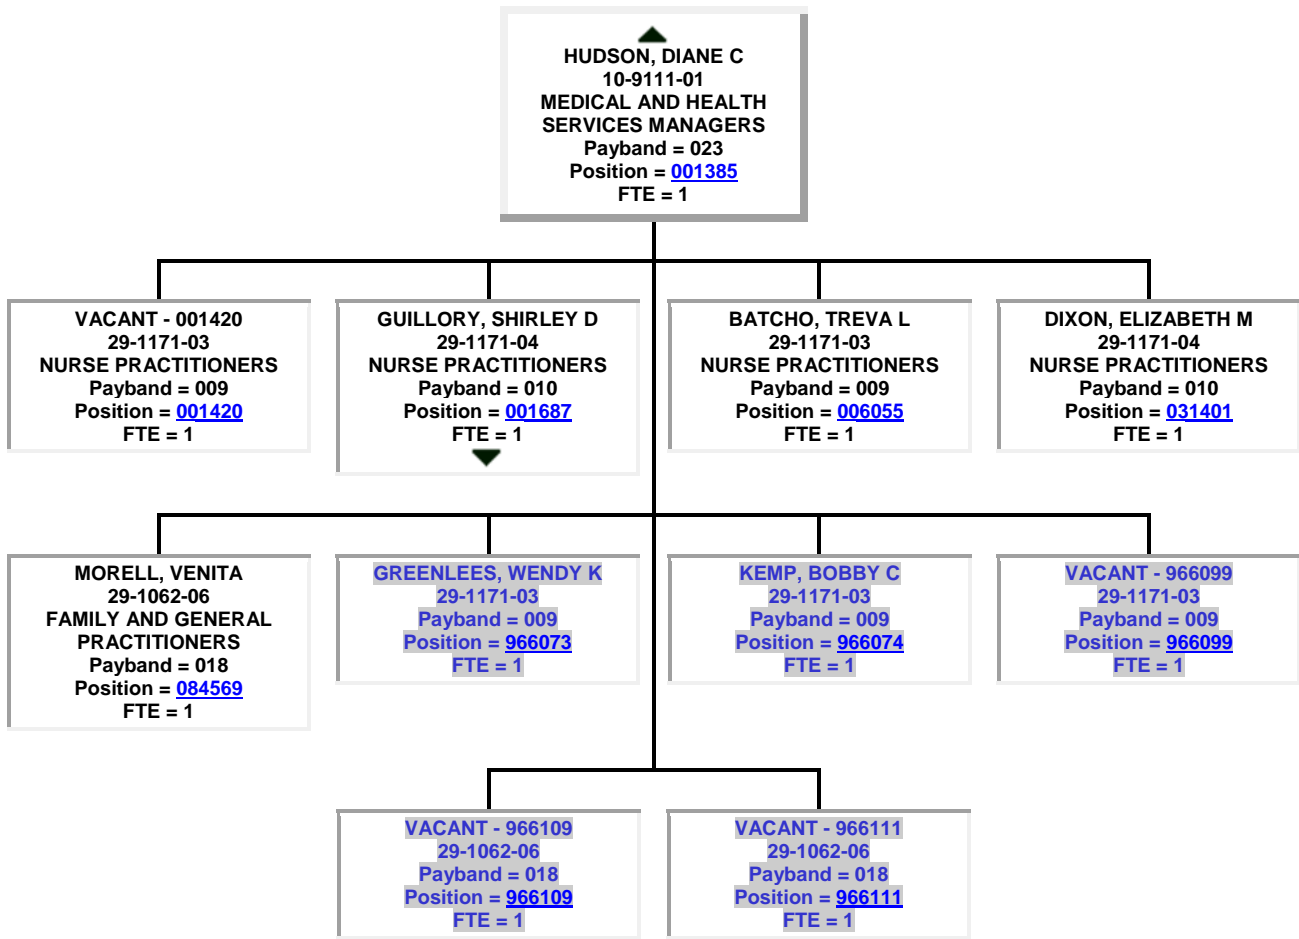 HUDSON, DIANE C
10-9111-01
MEDICAL AND HEALTH
SERVICES MANAGERS
Payband = 023
Position = 001385
FTE = 1
VACANT - 001420
29-1171-03
NURSE PRACTITIONERS
Payband = 009
Position = 001420
FTE = 1
GUILLORY, SHIRLEY D
29-1171-04
NURSE PRACTITIONERS
Payband = 010
Position = 001687
FTE = 1
BATCHO, TREVA L
29-1171-03
NURSE PRACTITIONERS
Payband = 009
Position = 006055
FTE = 1
DIXON, ELIZABETH M
29-1171-04
NURSE PRACTITIONERS
Payband = 010
Position = 031401
FTE = 1
MORELL, VENITA
29-1062-06
FAMILY AND GENERAL
PRACTITIONERS
Payband = 018
Position = 084569
FTE = 1
GREENLEES, WENDY K
29-1171-03
Payband = 009
Position = 966073
FTE = 1
KEMP, BOBBY C
29-1171-03
Payband = 009
Position = 966074
FTE = 1
VACANT - 966099
29-1171-03
Payband = 009
Position = 966099
FTE = 1
VACANT - 966109
29-1062-06
Payband = 018
Position = 966109
FTE = 1
VACANT - 966111
29-1062-06
Payband = 018
Position = 966111
FTE = 1